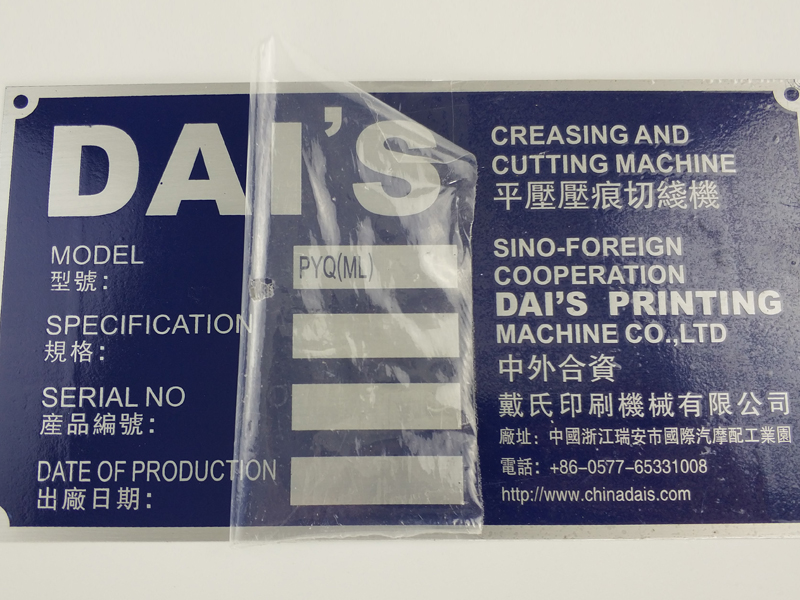 DAI'S
MODEL
型號:
PYQ(ML)
SPECIFICATION
規格:
SERIAL NO
産品編號:
DATE OF PRODUCTION
出廠日期:
CREASING AND
CUTTING MACHINE
平壓壓痕切綫機
SINO-FOREIGN
COOPERATION
DAI'S PRINTING
MACHINE CO.,LTD
中外合資
戴氏印刷機械有限公司
廠址: 中國浙江瑞安市國際汽摩配工業園
電話: +86-0577-65331008
http://www.chinadais.com